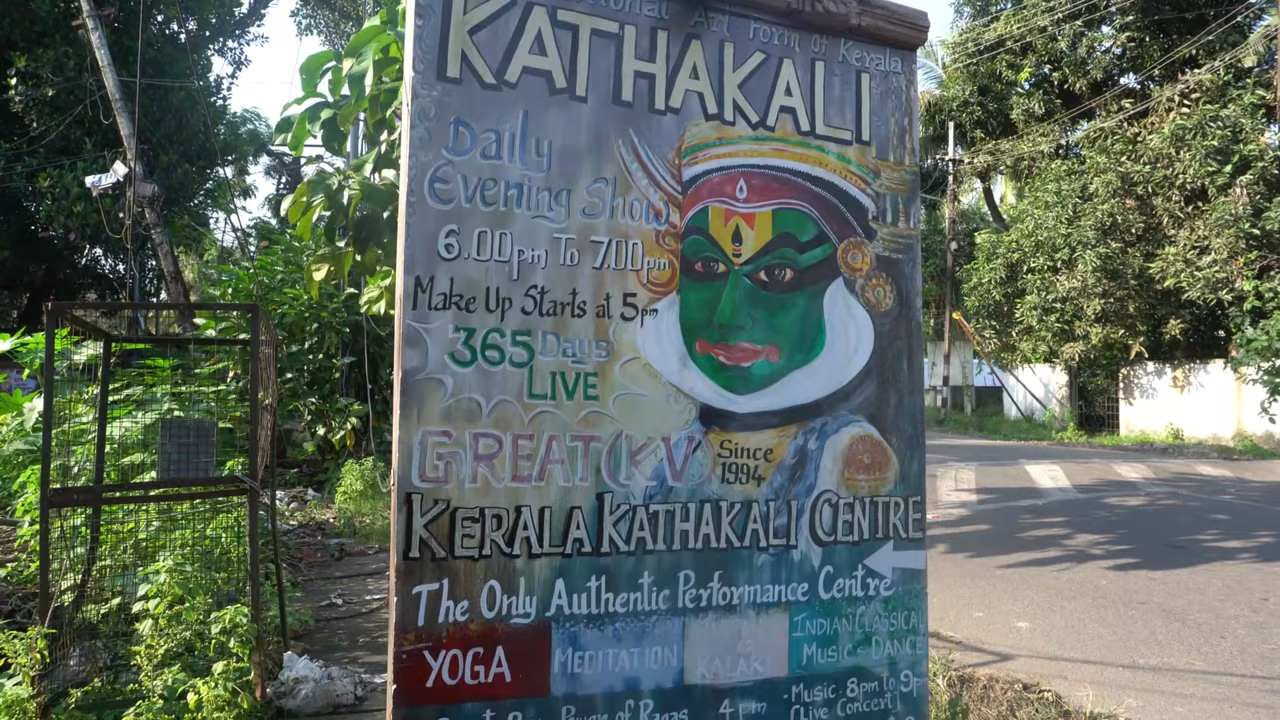 Art Form of Kerala
KATHAKALI
Daily
Evening Show
6.00pm To 7.00pm
Make Up Starts at 5pm
365 Days
LIVE
GREAT (KV
Since
1994
KERALA KATHAKALI CENTRE
The Only Authentic Performance Centre
YOGA
MEDITATION
KALARI
INDIAN CLASSICAL
MUSIC & DANCE
Power of Ragas
4pm
-Music-8pm to 9p
[Live Concert]